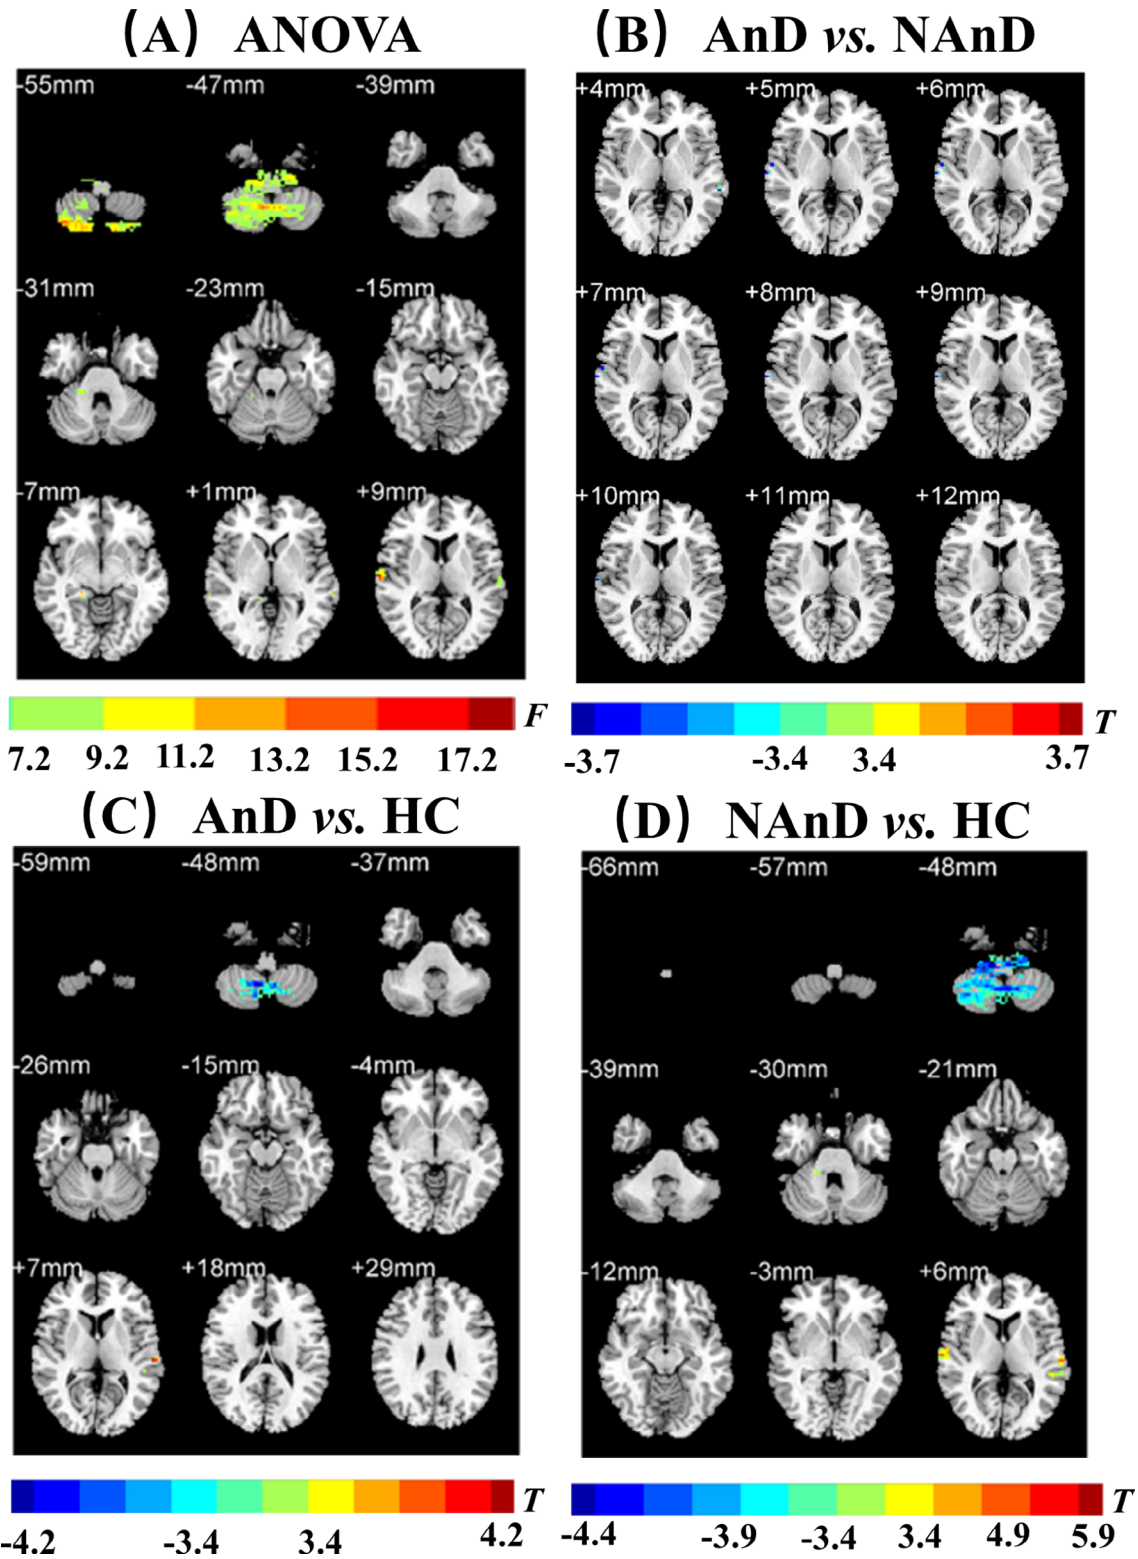 (A) ANOVA
-55mm -47mm -39mm
-31mm -23mm -15mm
-7mm +1mm +9mm
F
7.2 9.2 11.2 13.2 15.2 17.2
(B) AnD vs. NAnD
+4mm +5mm +6mm
+7mm +8mm +9mm
+10mm +11mm +12mm
T
-3.7 -3.4 3.4 3.7
(C) AnD vs. HC
-59mm -48mm -37mm
-26mm -15mm -4mm
+7mm +18mm +29mm
T
-4.2 -3.4 3.4 4.2
(D) NAnD vs. HC
-66mm -57mm -48mm
-39mm -30mm -21mm
-12mm -3mm +6mm
T
-4.4 -3.9 -3.4 3.4 4.9 5.9